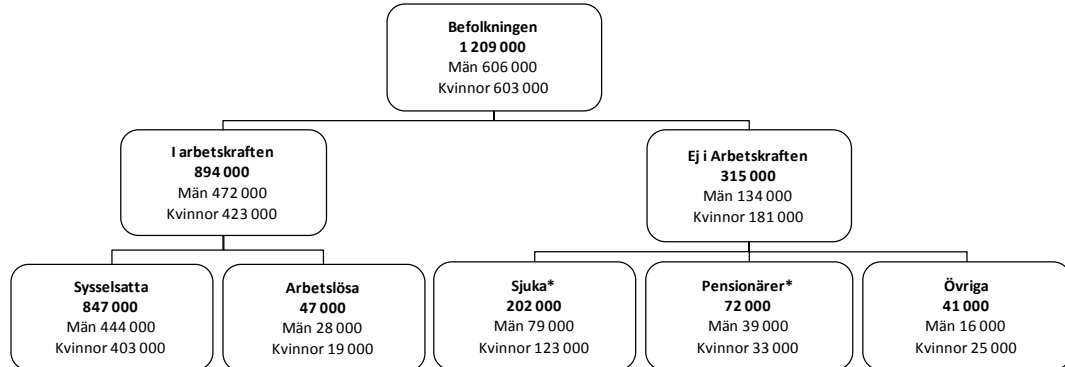 Befolkningen
1 209 000
Män 606 000
Kvinnor 603 000
I arbetskraften
894 000
Män 472 000
Kvinnor 423 000
Ej i Arbetskraften
315 000
Män 134 000
Kvinnor 181 000
Sysselsatta
847 000
Män 444 000
Kvinnor 403 000
Arbetslösa
47 000
Män 28 000
Kvinnor 19 000
Sjuka*
202 000
Män 79 000
Kvinnor 123 000
Pensionärer*
72 000
Män 39 000
Kvinnor 33 000
Övriga
41 000
Män 16 000
Kvinnor 25 000